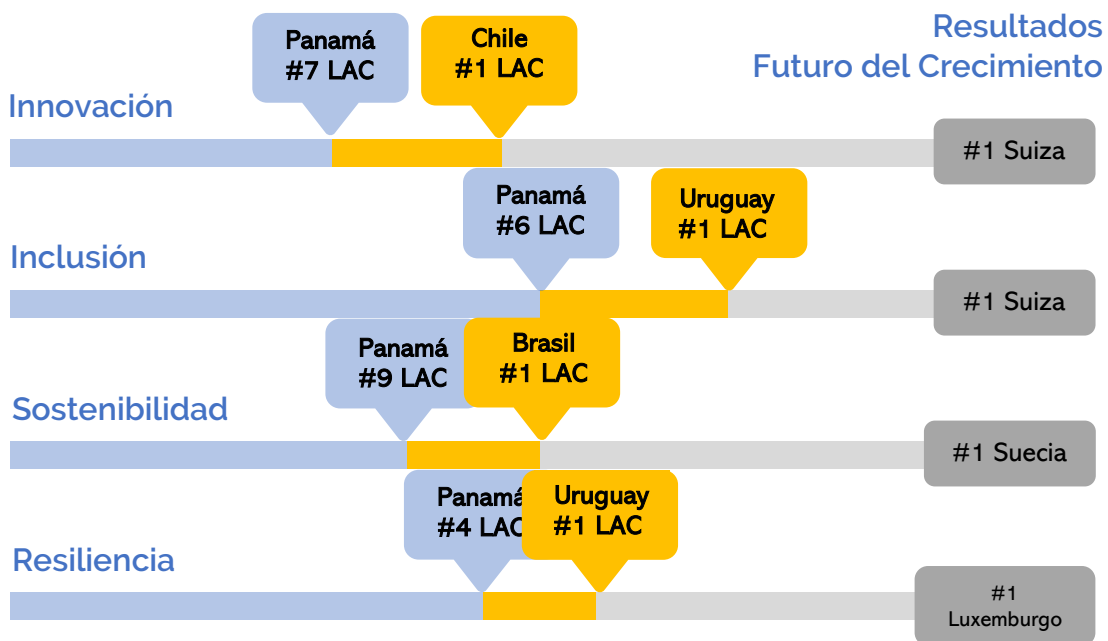 Resultados
Futuro del Crecimiento
Panamá
#7 LAC
Chile
#1 LAC
Innovación
#1 Suiza
Panamá
#6 LAC
Uruguay
#1 LAC
Inclusión
#1 Suiza
Panamá
#9 LAC
Brasil
#1 LAC
Sostenibilidad
#1 Suecia
Panamá
#4 LAC
Uruguay
#1 LAC
Resiliencia
#1
Luxemburgo